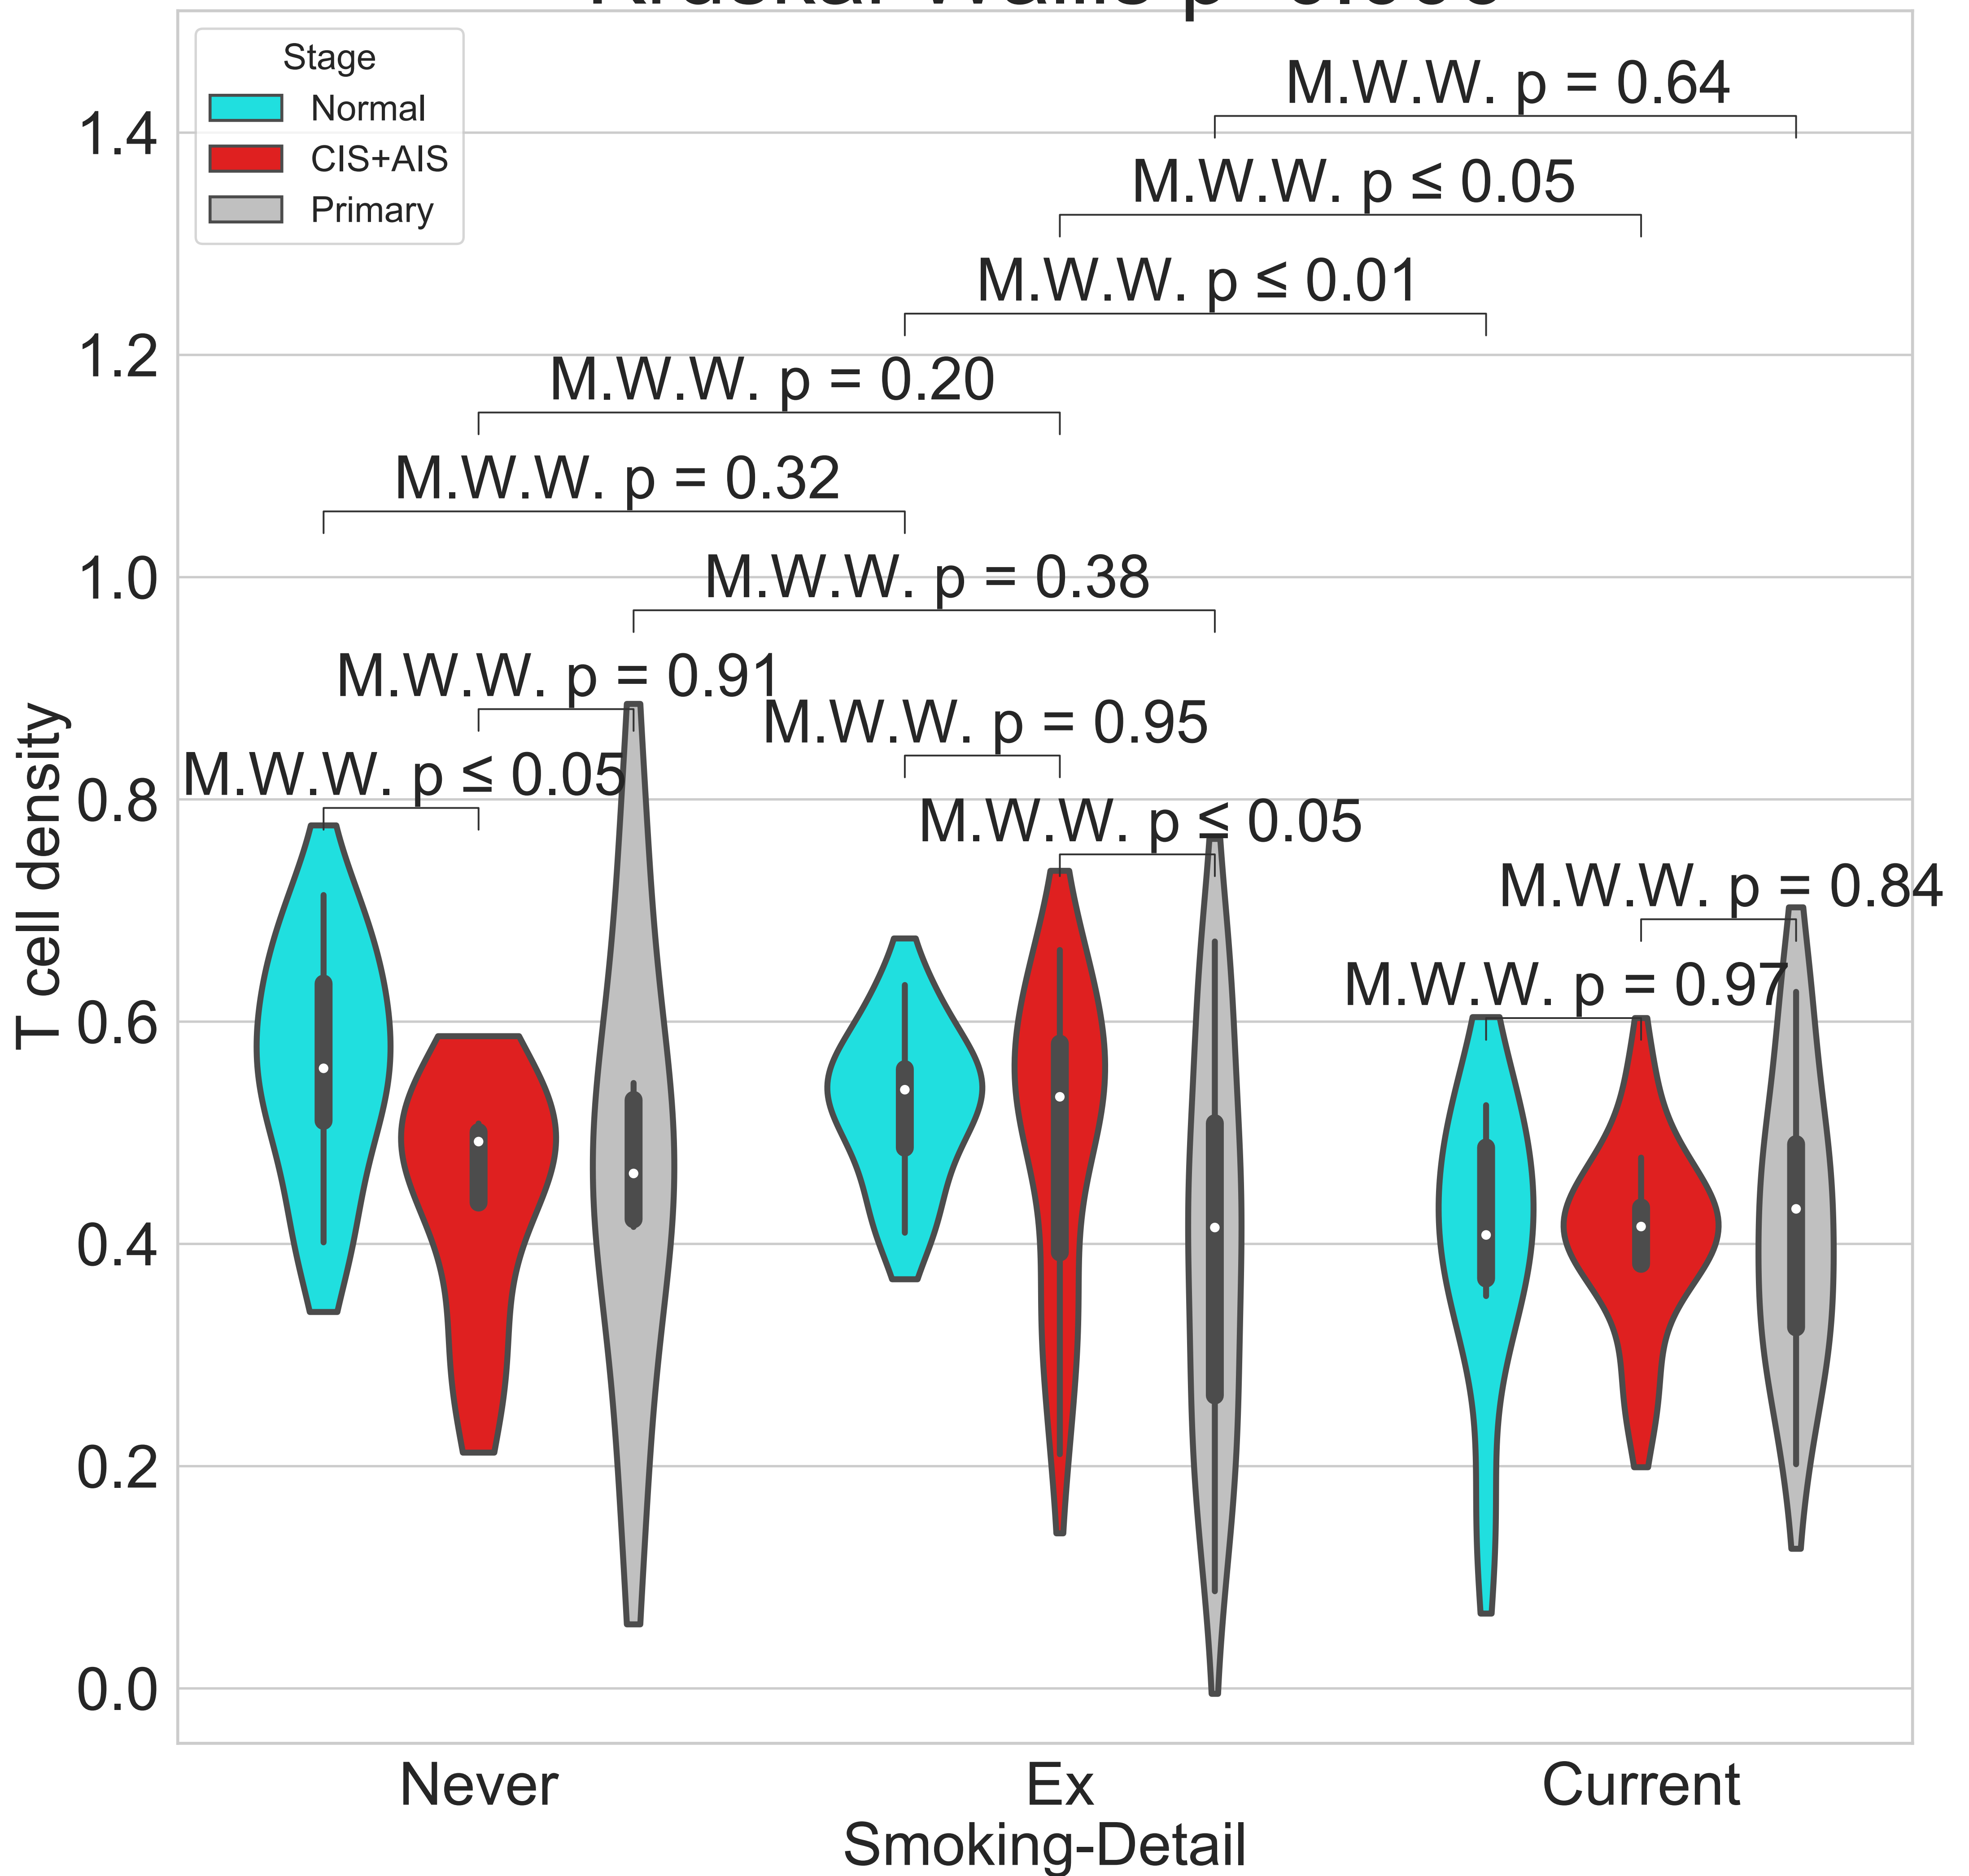 Stage
Normal
CIS+AIS
Primary
M.W.W. p = 0.64
M.W.W. p ≤ 0.05
M.W.W. p ≤ 0.01
M.W.W. p = 0.20
M.W.W. p = 0.32
M.W.W. p = 0.38
M.W.W. p = 0.91
M.W.W. p = 0.95
M.W.W. p ≤ 0.05
M.W.W. p ≤ 0.05
M.W.W. p = 0.84
M.W.W. p = 0.97
T cell density
1.4
1.2
1.0
0.8
0.6
0.4
0.2
0.0
Never
Ex
Current
Smoking-Detail